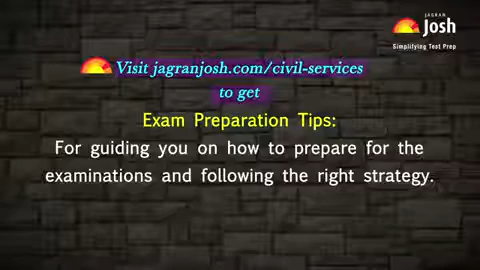 JAGRAN
Josh
Simplifying Test Prep
Visit jagranjosh.com/civil-services
to get
Exam Preparation Tips:
For guiding you on how to prepare for the
examinations and following the right strategy.